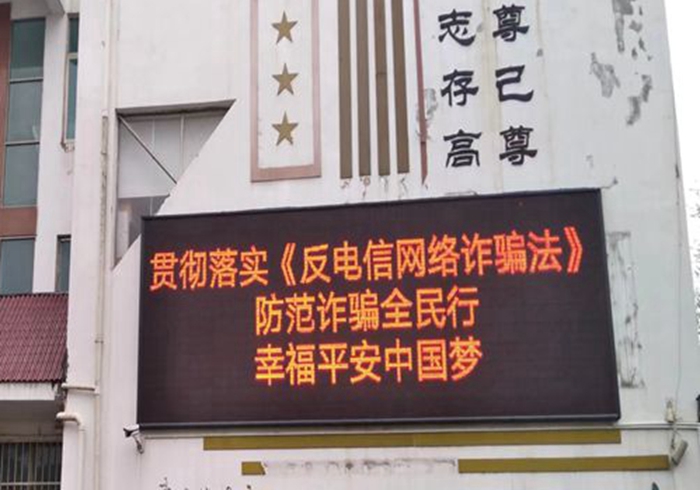 志存高
尊己尊
贯彻落实《反电信网络诈骗法》
防范诈骗全民行
幸福平安中国梦